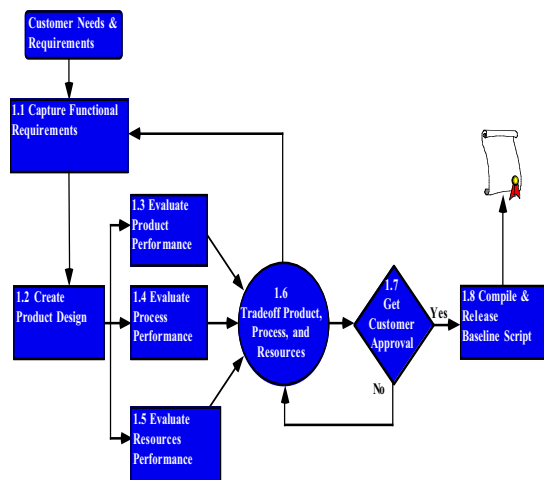 Customer Needs &
Requirements
1.1 Capture Functional
Requirements
1.2 Create
Product Design
1.3 Evaluate
Product
Performance
1.4 Evaluate
Process
Performance
1.5 Evaluate
Resources
Performance
1.6
Tradeoff Product,
Process, and
Resources
1.7
Get
Customer
Approval
Yes
No
1.8 Compile &
Release
Baseline Script